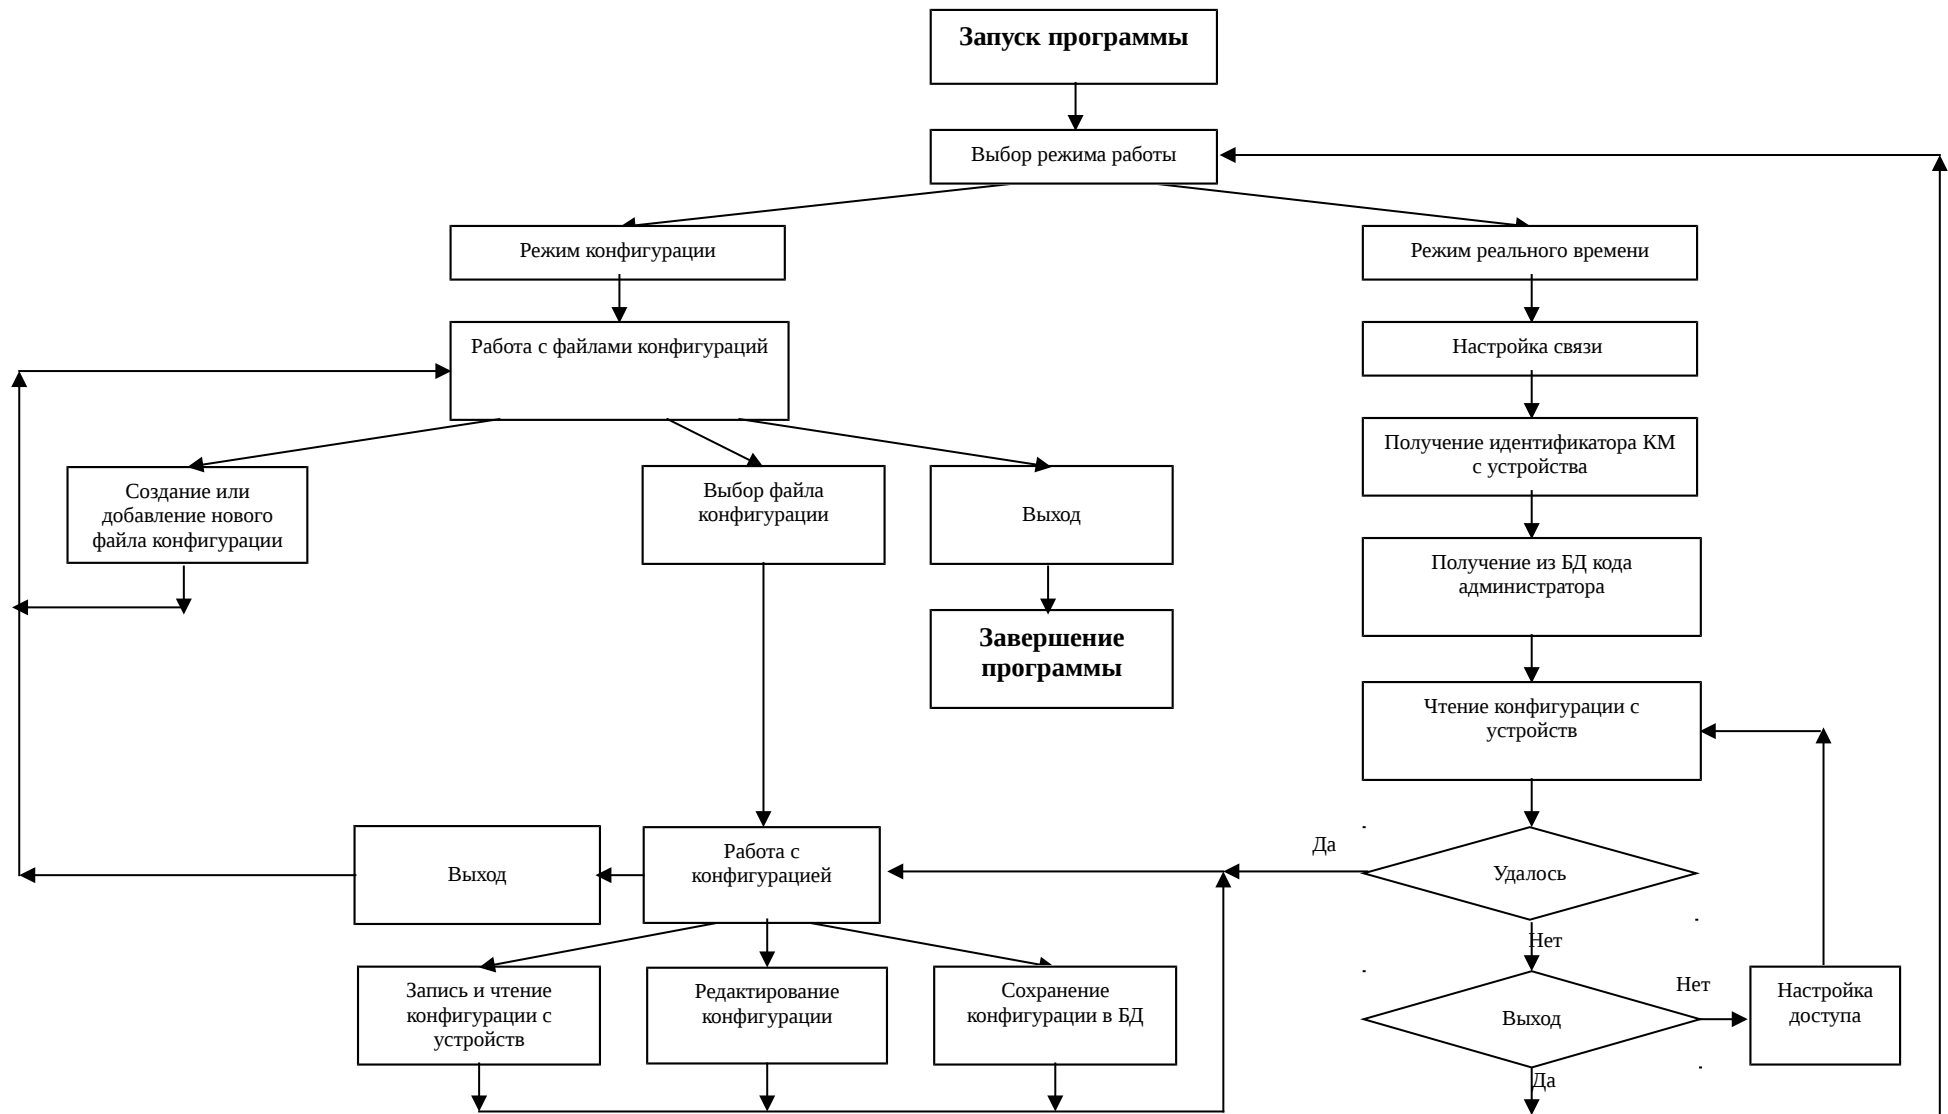 Запуск программы
Выбор режима работы
Режим конфигурации
Режим реального времени
Работа с файлами конфигураций
Настройка связи
Получение идентификатора КМ
с устройства
Создание или
добавление нового
файла конфигурации
Выбор файла
конфигурации
Выход
Получение из БД кода
администратора
Завершение
программы
Чтение конфигурации с
устройств
Да
Выход
Работа с
конфигурацией
Удалось
Нет
Запись и чтение
конфигурации с
устройств
Редактирование
конфигурации
Сохранение
конфигурации в БД
Выход
Нет
Настройка
доступа
Да